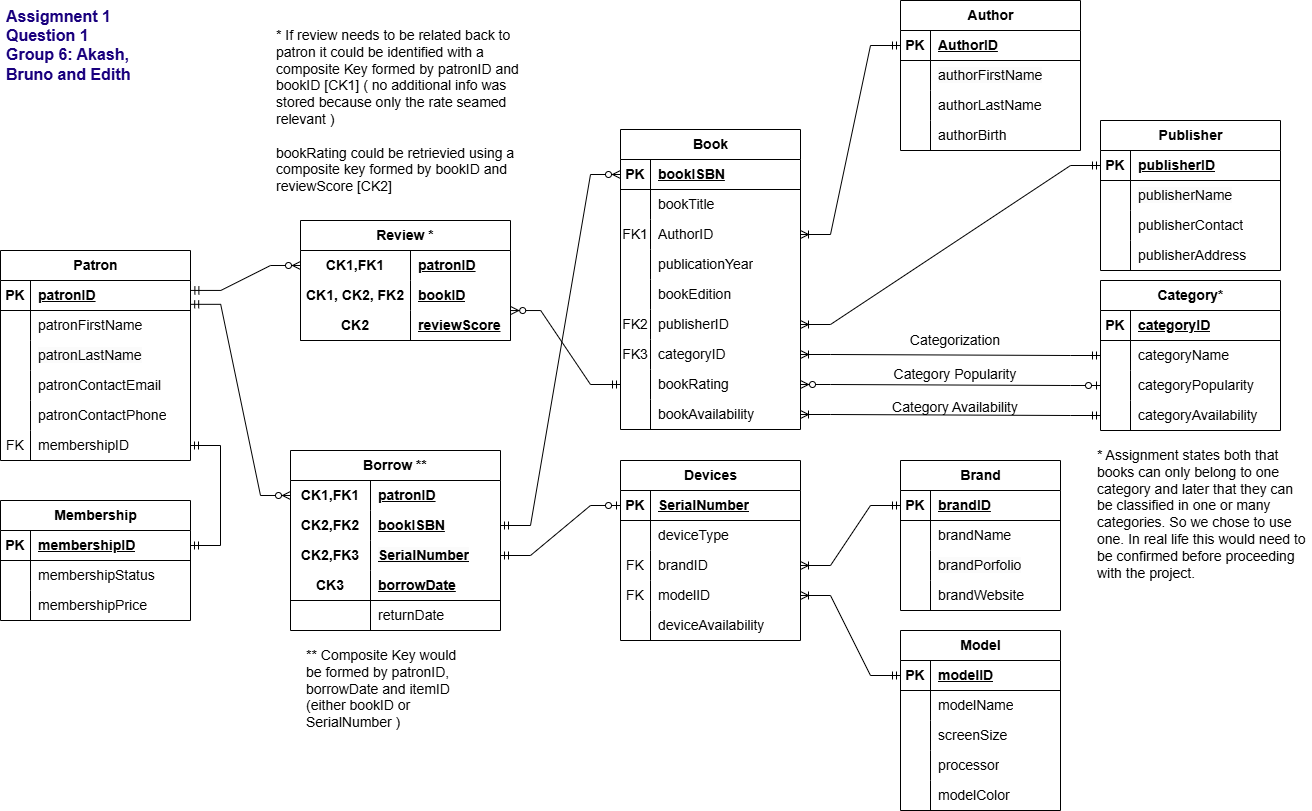 Assigmnent 1
Question 1
Group 6: Akash,
Bruno and Edith
* If review needs to be related back to
patron it could be identified with a
composite Key formed by patronID and
bookID [CK1] ( no additional info was
stored because only the rate seamed
relevant )
bookRating could be retrievied using a
composite key formed by bookID and
reviewScore [CK2]
Author
PK AuthorID
authorFirstName
authorLastName
authorBirth
Publisher
PK publisherID
publisherName
publisherContact
publisherAddress
Book
PK bookISBN
bookTitle
FK1 AuthorID
publicationYear
bookEdition
FK2 publisherID
FK3 categoryID
bookRating
bookAvailability
Review *
CK1,FK1 patronID
CK1, CK2, FK2 bookID
CK2 reviewScore
Patron
PK patronID
patronFirstName
patronLastName
patronContactEmail
patronContactPhone
FK membershipID
Category*
PK categoryID
categoryName
categoryPopularity
categoryAvailability
Categorization
Category Popularity
Category Availability
* Assignment states both that
books can only belong to one
category and later that they can
be classified in one or many
categories. So we chose to use
one. In real life this would need to
be confirmed before proceeding
with the project.
Membership
PK membershipID
membershipStatus
membershipPrice
Borrow **
CK1,FK1 patronID
CK2,FK2 bookISBN
CK2,FK3 SerialNumber
CK3 borrowDate
returnDate
** Composite Key would
be formed by patronID,
borrowDate and itemID
(either bookID or
SerialNumber )
Devices
PK SerialNumber
deviceType
FK brandID
FK modelID
deviceAvailability
Brand
PK brandID
brandName
brandPorfolio
brandWebsite
Model
PK modelID
modelName
screenSize
processor
modelColor